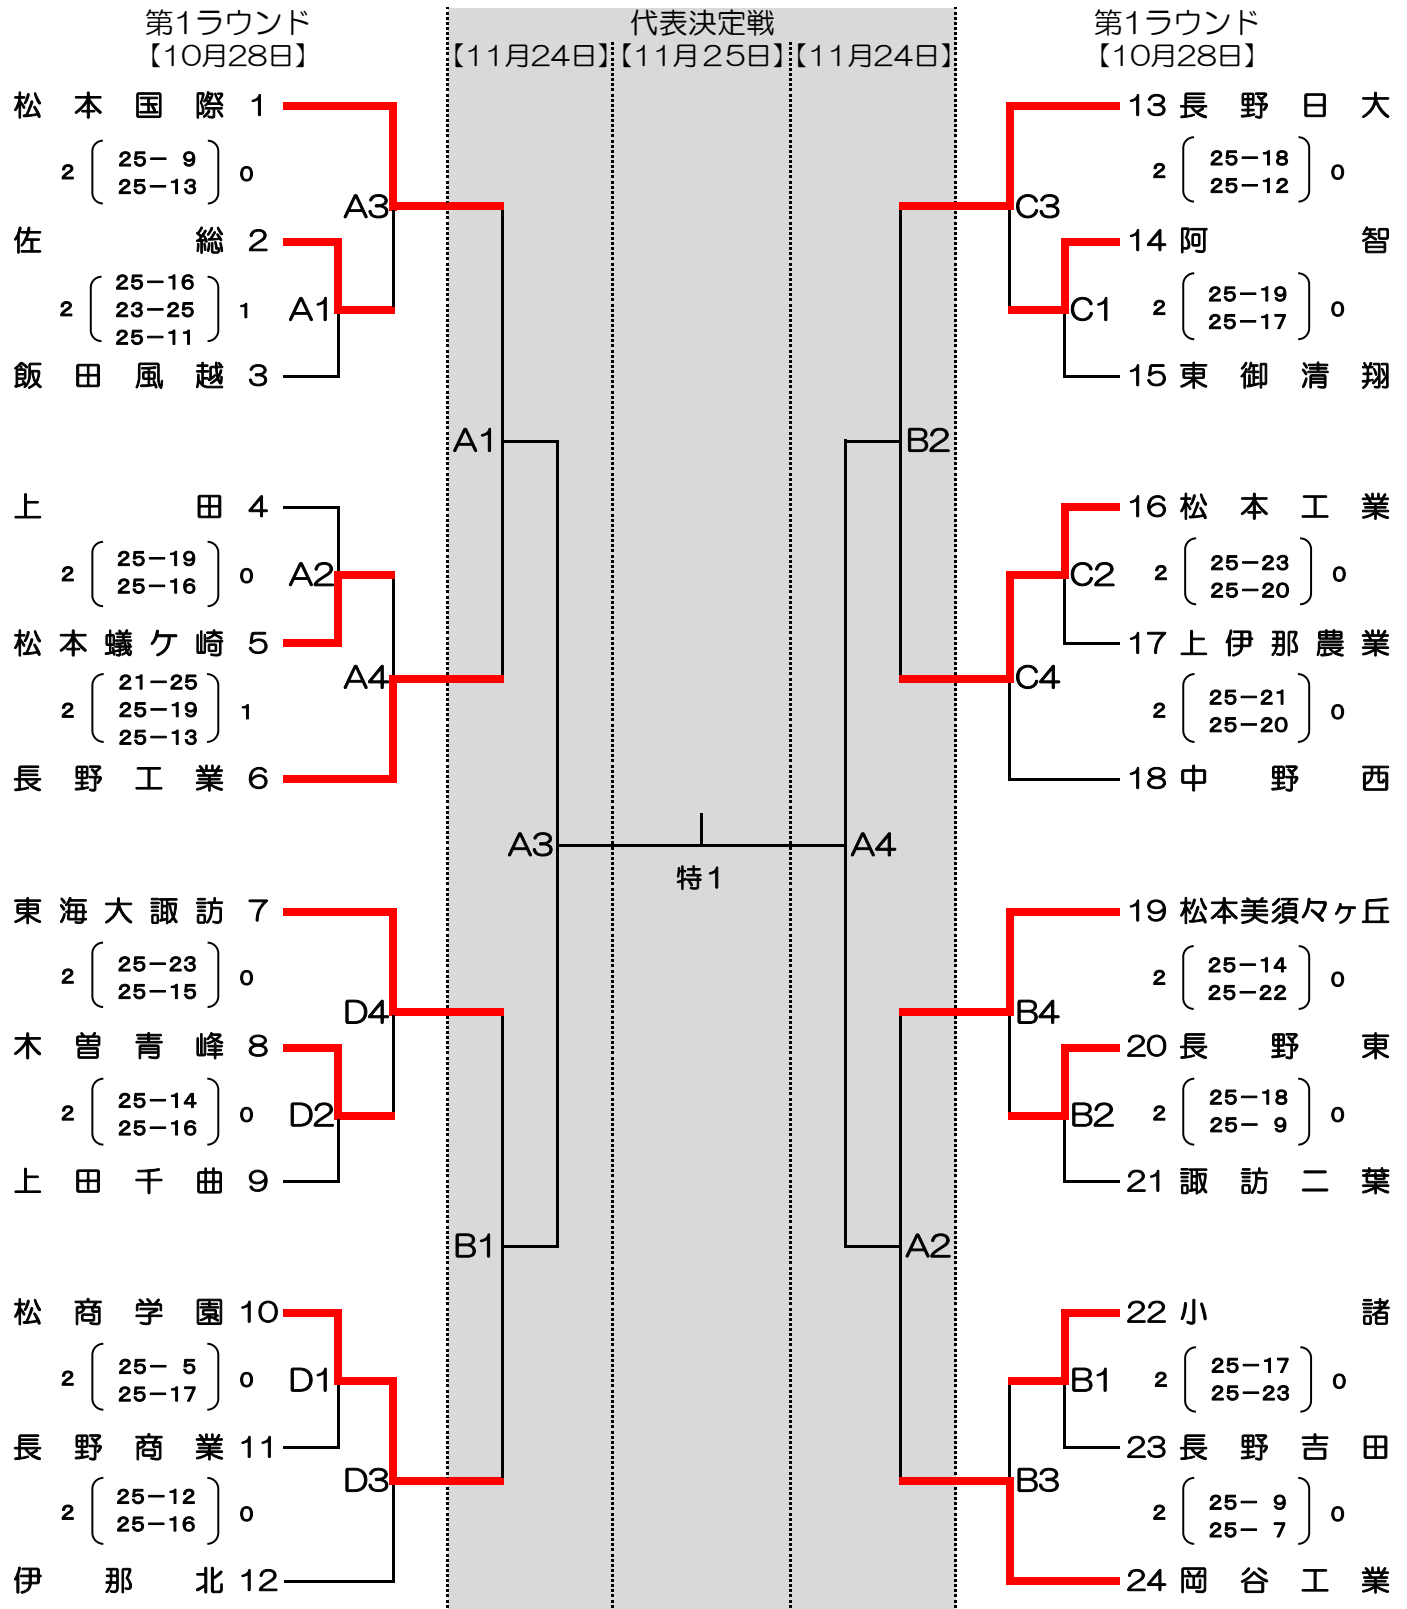 第1ラウンド
【10月28日】
代表決定戦
【11月24日】
【11月25日】
【11月24日】
第1ラウンド
【10月28日】
松本国際 1
2 25－ 9 0
25－13
A3
佐総 2
25－16
2 23－25 1
25－11
A1
飯田風越 3
A1
上田 4
2 25－19 0
25－16
A2
松本蟻ケ崎 5
21－25
2 25－19 1
25－13
A4
長野工業 6
A3
東海大諏訪 7
2 25－23 0
25－15
D4
木曽青峰 8
2 25－14 0
25－16
D2
上田千曲 9
B1
松商学園 10
2 25－ 5 0
25－17
D1
長野商業 11
2 25－12 0
25－16
D3
伊那北 12
特1
13 長野日大
2 25－18 0
25－12
C3
14 阿智
2 25－19 0
25－17
C1
15 東御清翔
B2
16 松本工業
2 25－23 0
25－20
C2
17 上伊那農業
2 25－21 0
25－20
C4
18 中野西
A4
19 松本美須々ヶ丘
2 25－14 0
25－22
B4
20 長野東
2 25－18 0
25－ 9
B2
21 諏訪二葉
A2
22 小諸
2 25－17 0
25－23
B1
23 長野吉田
2 25－ 9 0
25－ 7
B3
24 岡谷工業